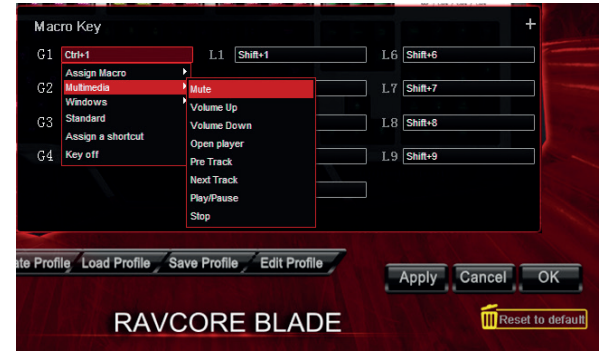 Macro Key +
G1 Ctrl+1 L1 Shift+1 L6 Shift+6
Assign Macro
G2 Multimedia Mute L7 Shift+7
Windows Volume Up
G3 Standard Volume Down L8 Shift+8
Assign a shortcut Open player
G4 Key off Pre Track L9 Shift+9
Next Track
Play/Pause
Stop
ate Profile Load Profile Save Profile Edit Profile
Apply Cancel OK
RAVCORE BLADE
Reset to default